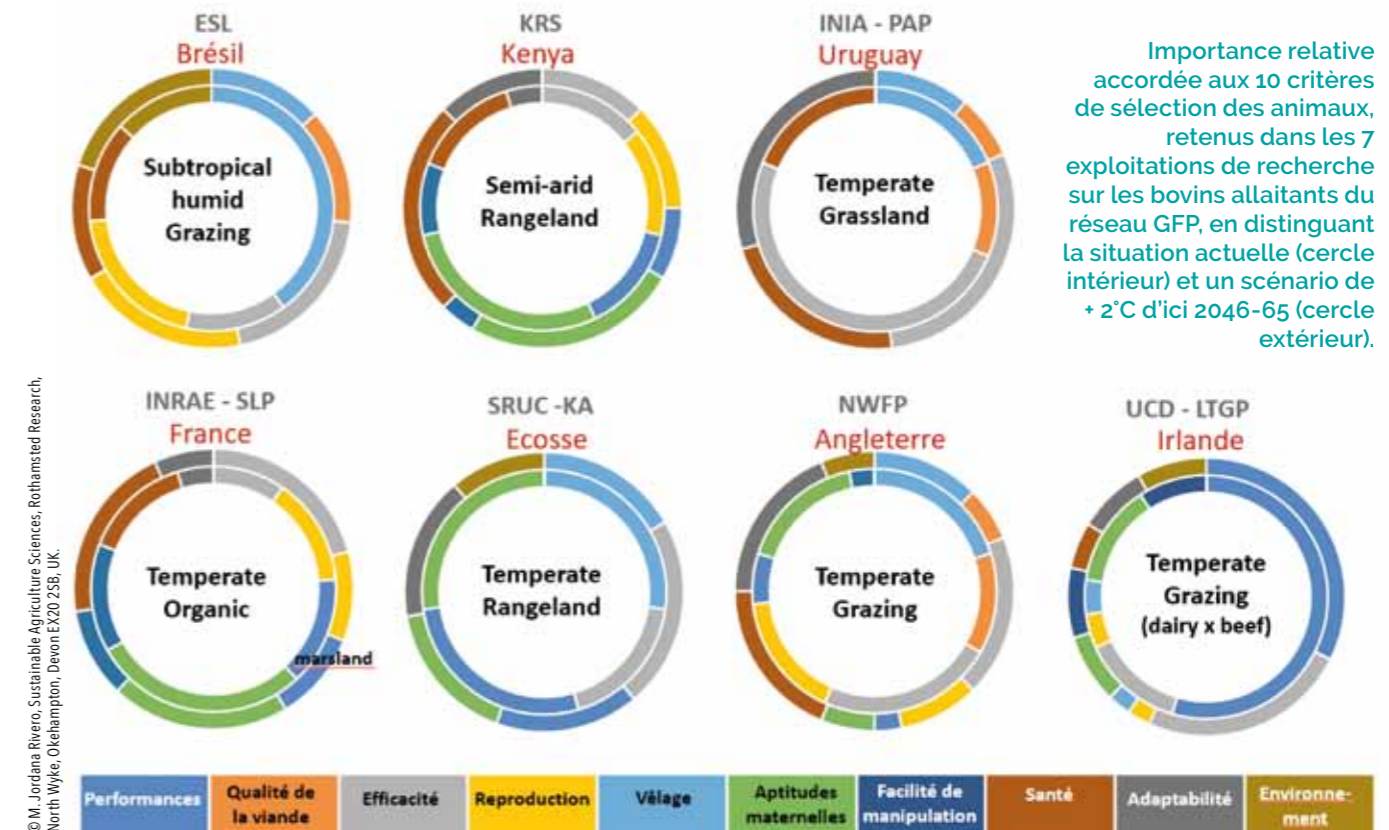 ESL
Brésil
Subtropical
humid
Grazing
KRS
Kenya
Semi-arid
Rangeland
INIA - PAP
Uruguay
Temperate
Grassland
Importance relative
accordée aux 10 critères
de sélection des animaux,
retenus dans les 7
exploitations de recherche
sur les bovins allaitants du
réseau GFP, en distinguant
la situation actuelle (cercle
intérieur) et un scénario de
+ 2°C d'ici 2046-65 (cercle
extérieur).
INRAE - SLP
France
Temperate
Organic
marsland
SRUC -KA
Ecosse
Temperate
Rangeland
NWFP
Angleterre
Temperate
Grazing
UCD - LTGP
Irlande
Temperate
Grazing
(dairy x beef)
Performances
Qualité de
la viande
Efficacité
Reproduction
Vêlage
Aptitudes
maternelles
Facilité de
manipulation
Santé
Adaptabilité
Environne-
ment
© M. Jordana Rivero, Sustainable Agriculture Sciences, Rothamsted Research,
North Wyke, Okehampton, Devon EX20 2SB, UK.